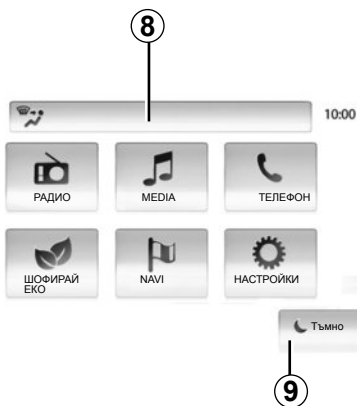 8
10:00
РАДИО
MEDIA
ТЕЛЕФОН
ШОФИРАЙ
ЕКО
NAVI
НАСТРОЙКИ
Тъмно
9